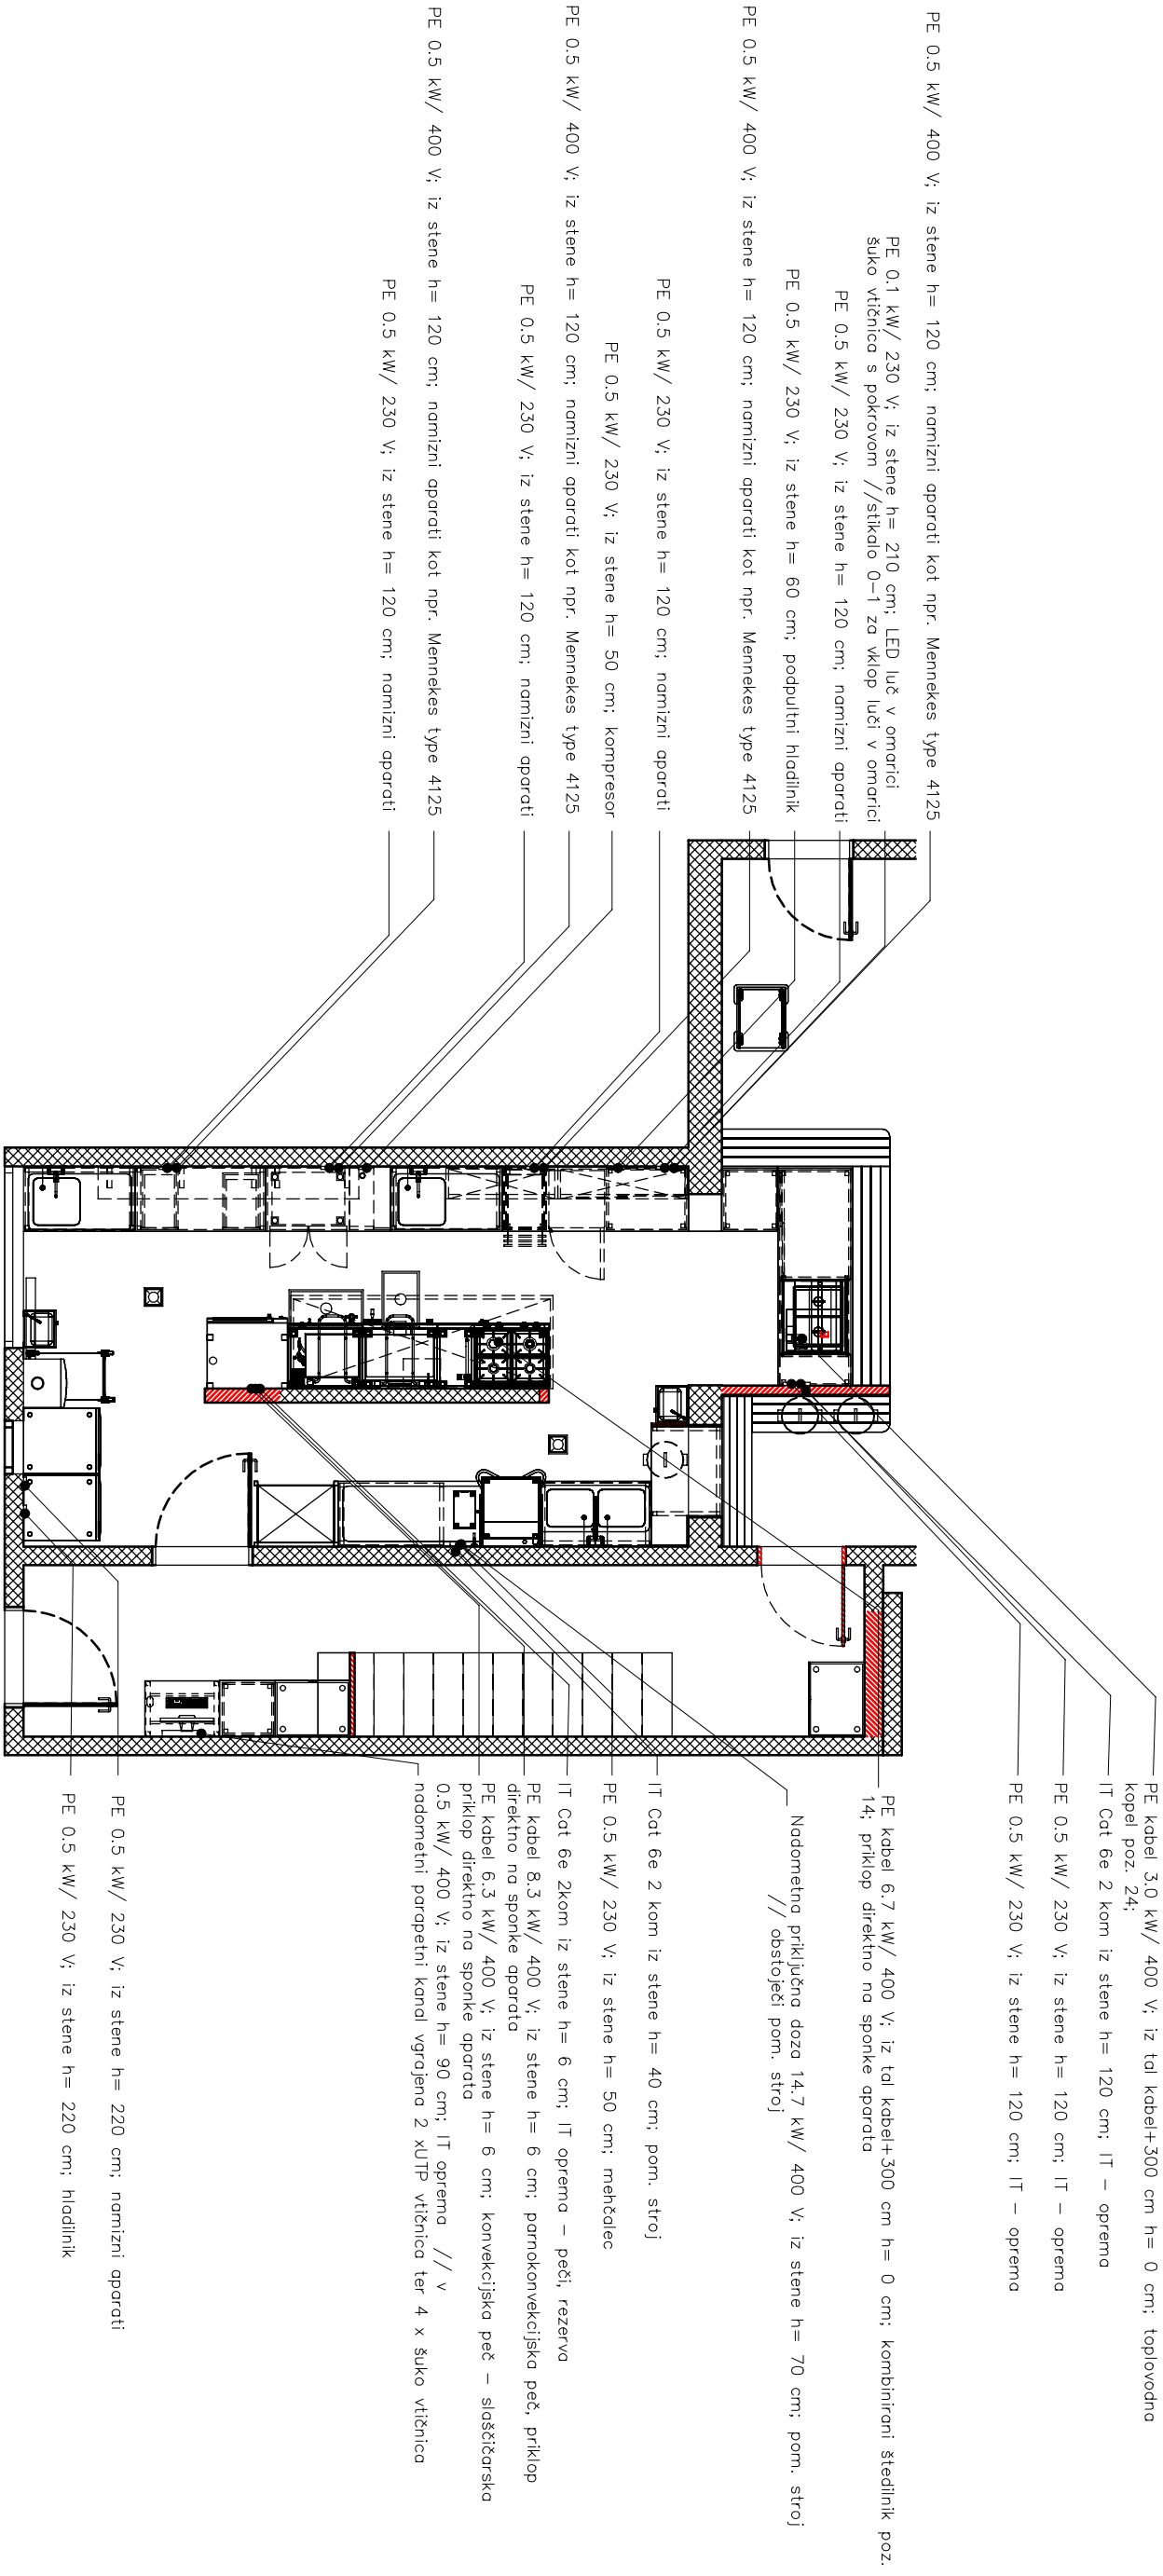 PE 0.5 kW/ 400 V; iz stene h= 120 cm; namizni aparati kot npr. Mennekes type 4125
PE 0.1 kW/ 230 V; iz stene h= 210 cm; LED luč v omarici
šuko vtičnica s pokrovom //stikalo 0-1 za vklop luči v omarici
PE 0.5 kW/ 230 V; iz stene h= 120 cm; namizni aparati
PE 0.5 kW/ 230 V; iz stene h= 60 cm; podpultni hladilnik
PE 0.5 kW/ 400 V; iz stene h= 120 cm; namizni aparati kot npr. Mennekes type 4125
PE 0.5 kW/ 230 V; iz stene h= 120 cm; namizni aparati
PE 0.5 kW/ 230 V; iz stene h= 50 cm; kompresor
PE 0.5 kW/ 400 V; iz stene h= 120 cm; namizni aparati kot npr. Mennekes type 4125
PE 0.5 kW/ 230 V; iz stene h= 120 cm; namizni aparati
PE 0.5 kW/ 400 V; iz stene h= 120 cm; namizni aparati kot npr. Mennekes type 4125
PE 0.5 kW/ 230 V; iz stene h= 120 cm; namizni aparati
PE kabel 3.0 kW/ 400 V; iz tal kabel+300 cm h= 0 cm; toplovodna
kopel poz. 24;
IT Cat 6e 2 kom iz stene h= 120 cm; IT - oprema
PE 0.5 kW/ 230 V; iz stene h= 120 cm; IT - oprema
PE 0.5 kW/ 230 V; iz stene h= 120 cm; IT - oprema
PE kabel 6.7 kW/ 400 V; iz tal kabel+300 cm h= 0 cm; kombinirani štedilnik poz.
14; priklop direktno na sponke aparata
Nadometna priključna doza 14.7 kW/ 400 V; iz stene h= 70 cm; pom. stroj
// obstoječi pom. stroj
IT Cat 6e 2 kom iz stene h= 40 cm; pom. stroj
PE 0.5 kW/ 230 V; iz stene h= 50 cm; mehčalec
IT Cat 6e 2kom iz stene h= 6 cm; IT oprema - peči, rezerva
PE kabel 8.3 kW/ 400 V; iz stene h= 6 cm; parnokonvekcijska peč, priklop
direktno na sponke aparata
PE kabel 6.3 kW/ 400 V; iz stene h= 6 cm; konvekcijska peč - slaščičarska
priklop direktno na sponke aparata
0.5 kW/ 400 V; iz stene h= 90 cm; IT oprema // v
nadometni parapetni kanal vgrajena 2 xUTP vtičnica ter 4 x šuko vtičnica
PE 0.5 kW/ 230 V; iz stene h= 220 cm; namizni aparati
PE 0.5 kW/ 230 V; iz stene h= 220 cm; hladilnik